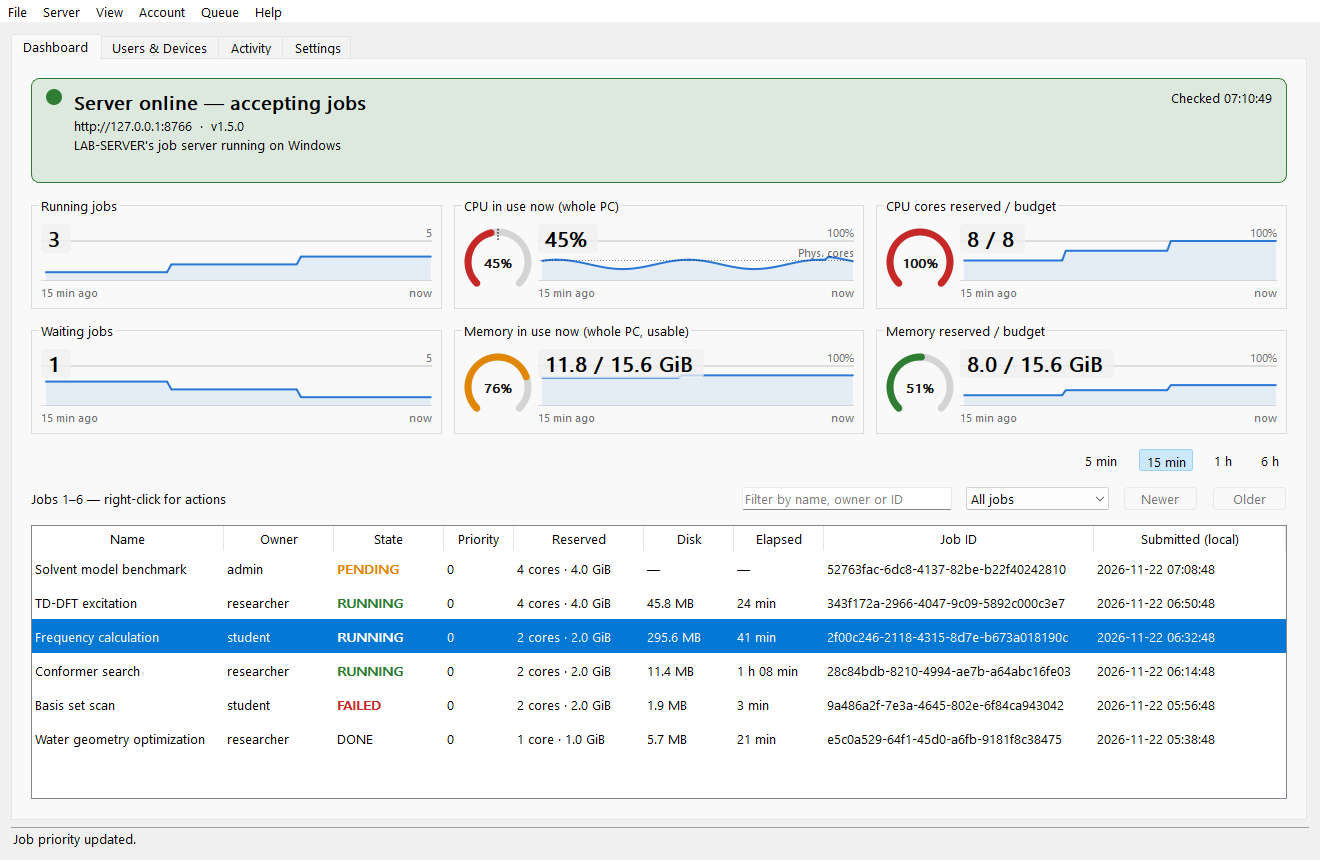 File Server View Account Queue Help
Dashboard Users & Devices Activity Settings
Server online — accepting jobs
Checked 07:10:49
http://127.0.0.1:8766 · v1.5.0
LAB-SERVER's job server running on Windows
Running jobs
3
5
15 min ago now
CPU in use now (whole PC)
45%
45%
100%
Phys. cores
15 min ago now
CPU cores reserved / budget
100%
8 / 8
100%
15 min ago now
Waiting jobs
1
5
15 min ago now
Memory in use now (whole PC, usable)
76%
11.8 / 15.6 GiB
100%
15 min ago now
Memory reserved / budget
51%
8.0 / 15.6 GiB
100%
15 min ago now
5 min 15 min 1 h 6 h
Jobs 1–6 — right-click for actions
Filter by name, owner or ID All jobs Newer Older
Name Owner State Priority Reserved Disk Elapsed Job ID Submitted (local)
Solvent model benchmark admin PENDING 0 4 cores · 4.0 GiB — — 52763fac-6dc8-4137-82be-b22f40242810 2026-11-22 07:08:48
TD-DFT excitation researcher RUNNING 0 4 cores · 4.0 GiB 45.8 MB 24 min 343f172a-2966-4047-9c09-5892c000c3e7 2026-11-22 06:50:48
Frequency calculation student RUNNING 0 2 cores · 2.0 GiB 295.6 MB 41 min 2f00c246-2118-4315-8d7e-b673a018190c 2026-11-22 06:32:48
Conformer search researcher RUNNING 0 2 cores · 2.0 GiB 11.4 MB 1 h 08 min 28c84bdb-8210-4994-ae7b-a64abc16fe03 2026-11-22 06:14:48
Basis set scan student FAILED 0 2 cores · 2.0 GiB 1.9 MB 3 min 9a486a2f-7e3a-4645-802e-6f84ca943042 2026-11-22 05:56:48
Water geometry optimization researcher DONE 0 1 core · 1.0 GiB 5.7 MB 21 min e5c0a529-64f1-45d0-a6fb-9181f8c38475 2026-11-22 05:38:48
Job priority updated.